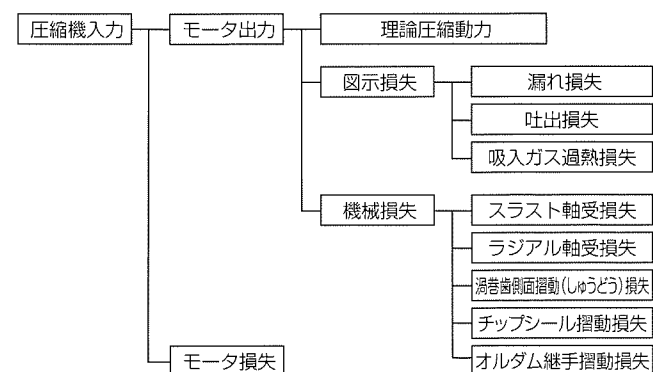 圧縮機入力
モータ出力
理論圧縮動力
図示損失
漏れ損失
吐出損失
吸入ガス過熱損失
機械損失
スラスト軸受損失
ラジアル軸受損失
渦巻歯側面摺動(しゅうどう)損失
チップシール摺動損失
モータ損失
オルダム継手摺動損失